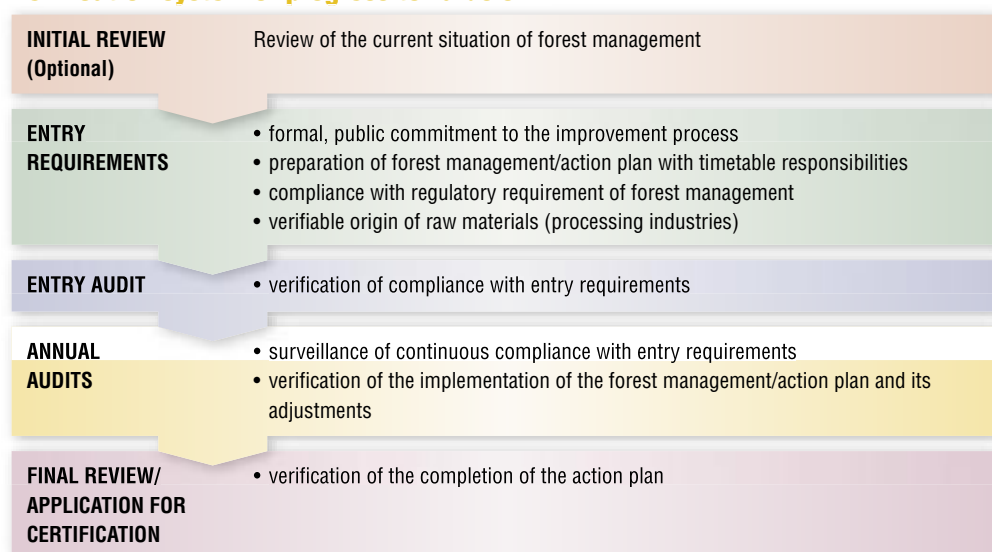 INITIAL REVIEW
(Optional)
Review of the current situation of forest management
ENTRY
REQUIREMENTS
• formal, public commitment to the improvement process
• preparation of forest management/action plan with timetable responsibilities
• compliance with regulatory requirement of forest management
• verifiable origin of raw materials (processing industries)
ENTRY AUDIT
• verification of compliance with entry requirements
ANNUAL
AUDITS
• surveillance of continuous compliance with entry requirements
• verification of the implementation of the forest management/action plan and its
adjustments
FINAL REVIEW/
APPLICATION FOR
CERTIFICATION
• verification of the completion of the action plan